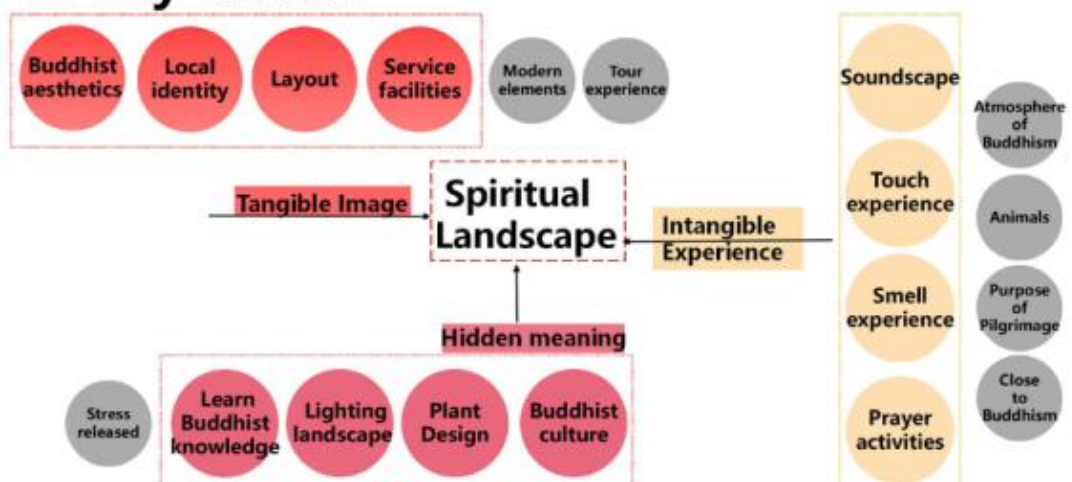 Buddhist
aesthetics
Local
identity
Layout
Service
facilities
Modern
elements
Tour
experience
Soundscape
Atmosphere
of
Buddhism
Touch
experience
Animals
Tangible Image
Spiritual
Landscape
Intangible
Experience
Smell
experience
Purpose
of
Pilgrimage
Hidden meaning
Close
to
Buddhism
Stress
released
Learn
Buddhist
knowledge
Lighting
landscape
Plant
Design
Buddhist
culture
Prayer
activities